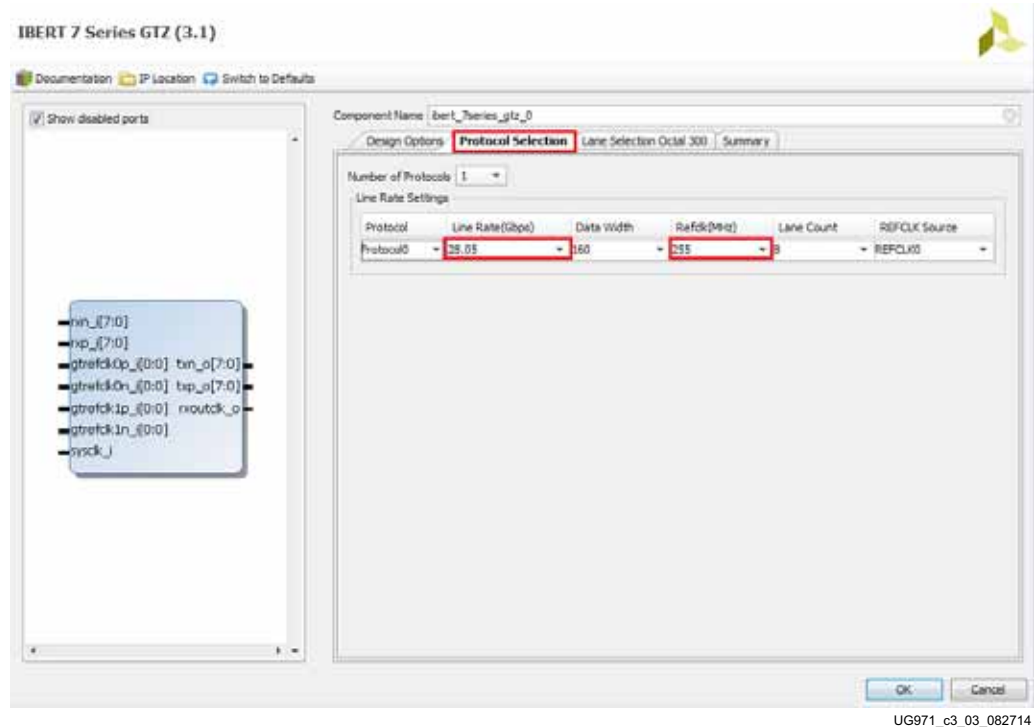 IBERT 7 Series GTZ (3.1)
Documentation IP Location Switch to Defaults
Show disabled ports
Component Name ibert_7series_gtz_0
Design Options Protocol Selection Lane Selection Octal 300 Summary
Number of Protocols 1
Line Rate Settings
Protocol Line Rate(Gbps) Data Width Refclk(MHz) Lane Count REFCLK Source
Protocol0 28.05 160 255 8 REFCLK0
rxn_i[7:0]
rxp_i[7:0]
gtrefclk0p_i[0:0] txn_o[7:0]
gtrefclk0n_i[0:0] txp_o[7:0]
gtrefclk1p_i[0:0] rxoutclk_o
gtrefclk1n_i[0:0]
sysclk_i
OK Cancel
UG971_c3_03_082714